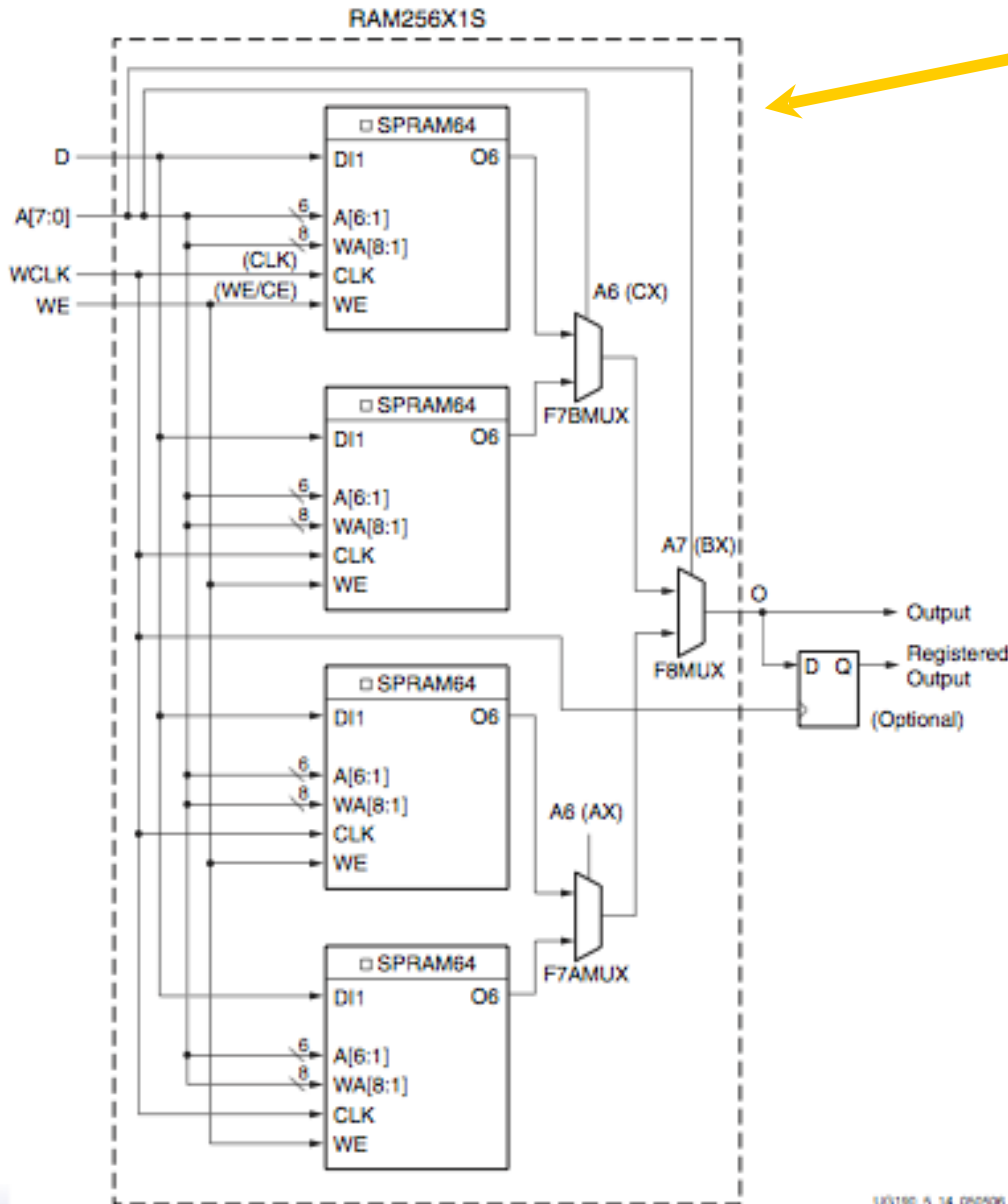 RAM256X1S
□ SPRAM64
D
DI1
O6
A[7:0]
6
A[6:1]
8
WA[8:1]
WCLK
(CLK)
CLK
WE
(WE/CE)
WE
A6 (CX)
F7BMUX
□ SPRAM64
DI1
O6
6
A[6:1]
8
WA[8:1]
CLK
WE
A7 (BX)
F8MUX
O
Output
D Q
Registered
Output
(Optional)
□ SPRAM64
DI1
O6
6
A[6:1]
8
WA[8:1]
CLK
WE
A6 (AX)
F7AMUX
□ SPRAM64
DI1
O6
6
A[6:1]
8
WA[8:1]
CLK
WE
UG190_5_14_050506